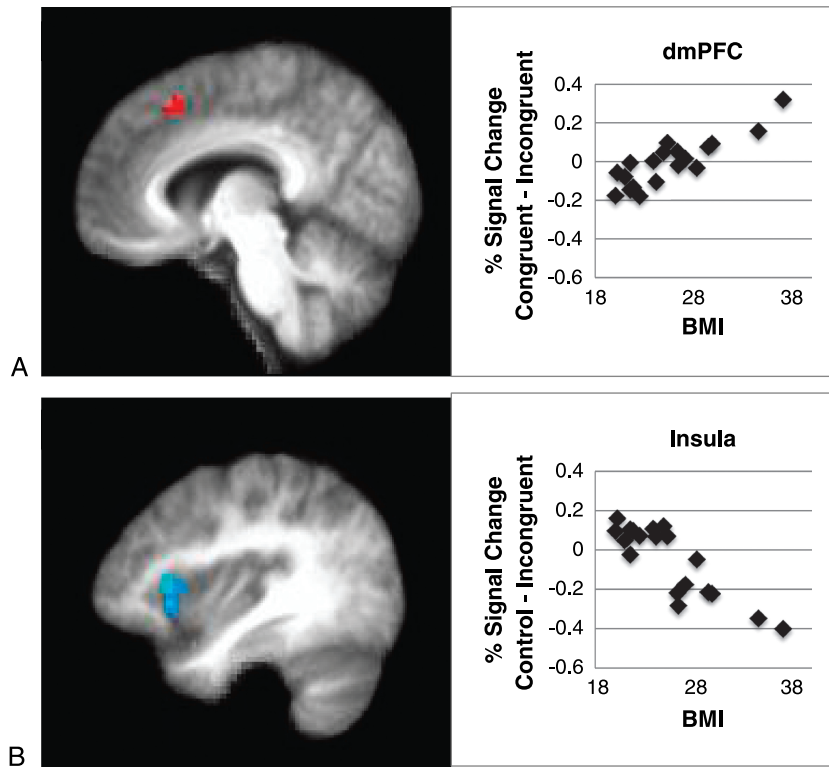 A
dmPFC
% Signal Change
Congruent - Incongruent
0.4
0.2
0
-0.2
-0.4
-0.6
18
28
38
BMI
B
Insula
% Signal Change
Control - Incongruent
0.4
0.2
0
-0.2
-0.4
-0.6
18
28
38
BMI